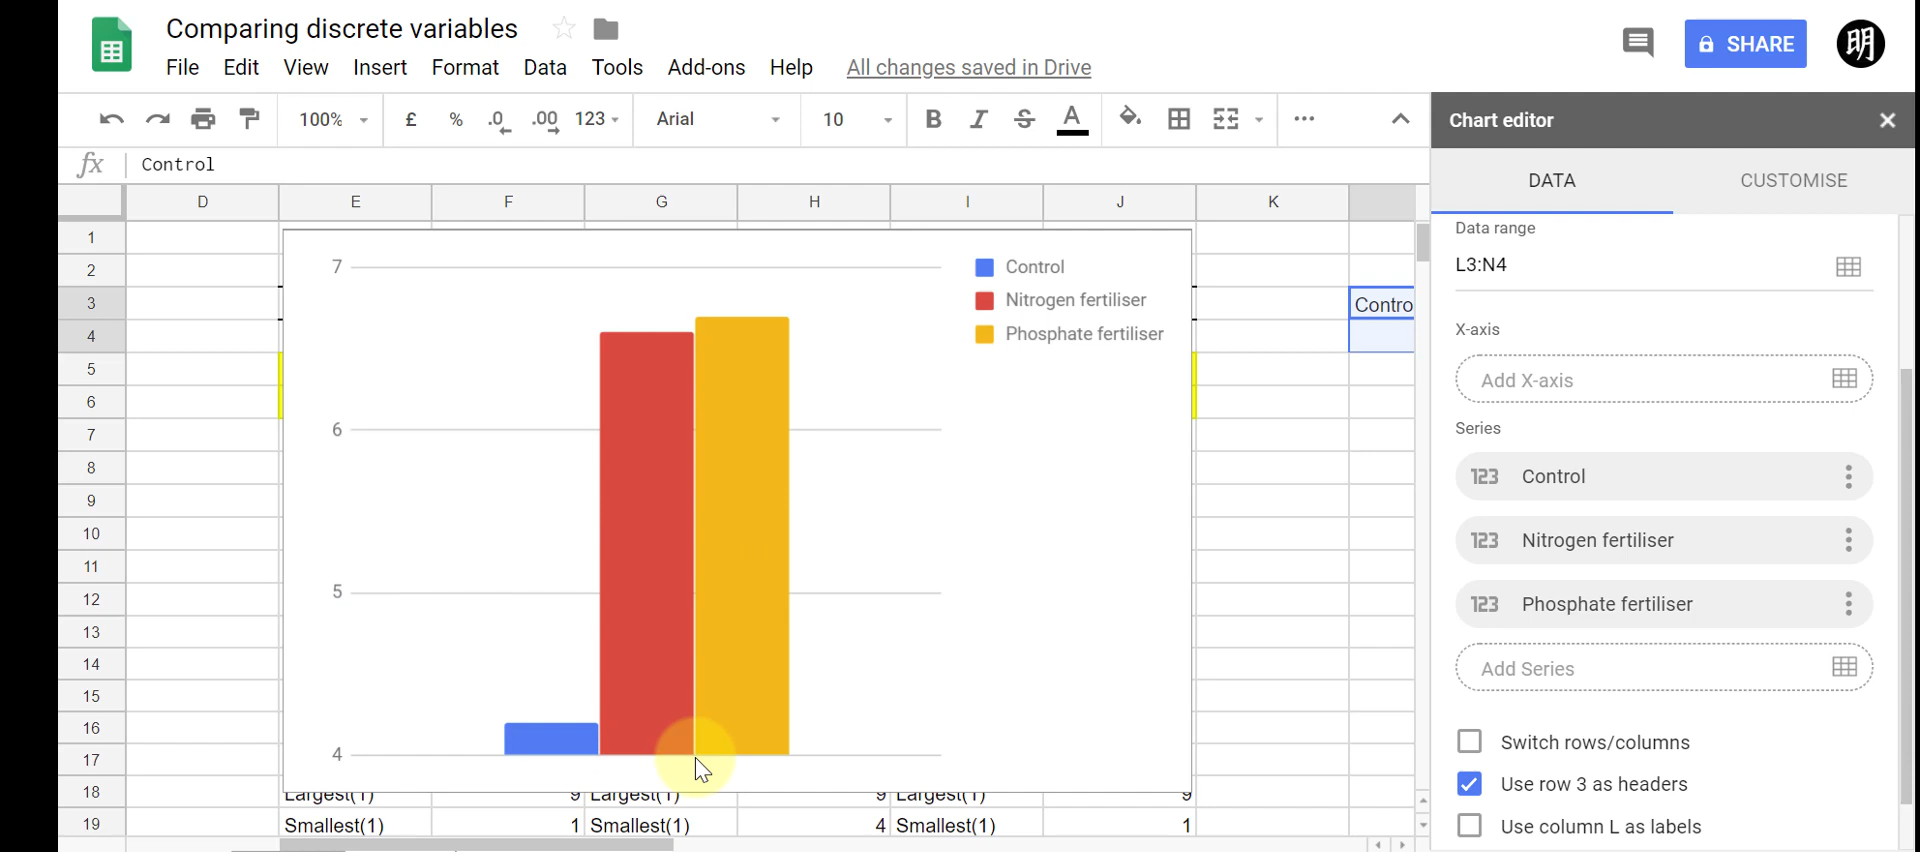 Comparing discrete variables
File Edit View Insert Format Data Tools Add-ons Help All changes saved in Drive
SHARE
明
100% £ % .0 .00 123 Arial 10 B I S A
Chart editor
fx Control
DATA CUSTOMISE
D E F G H I J K
1
2
3
4
5
6
7
8
9
10
11
12
13
14
15
16
17
18
19
7
6
5
4
Control
Nitrogen fertiliser
Phosphate fertiliser
Contro
Largest(1) 9 Largest(1) 9 Largest(1) 9
Smallest(1) 1 Smallest(1) 4 Smallest(1) 1
Data range
L3:N4
X-axis
Add X-axis
Series
123 Control
123 Nitrogen fertiliser
123 Phosphate fertiliser
Add Series
Switch rows/columns
Use row 3 as headers
Use column L as labels